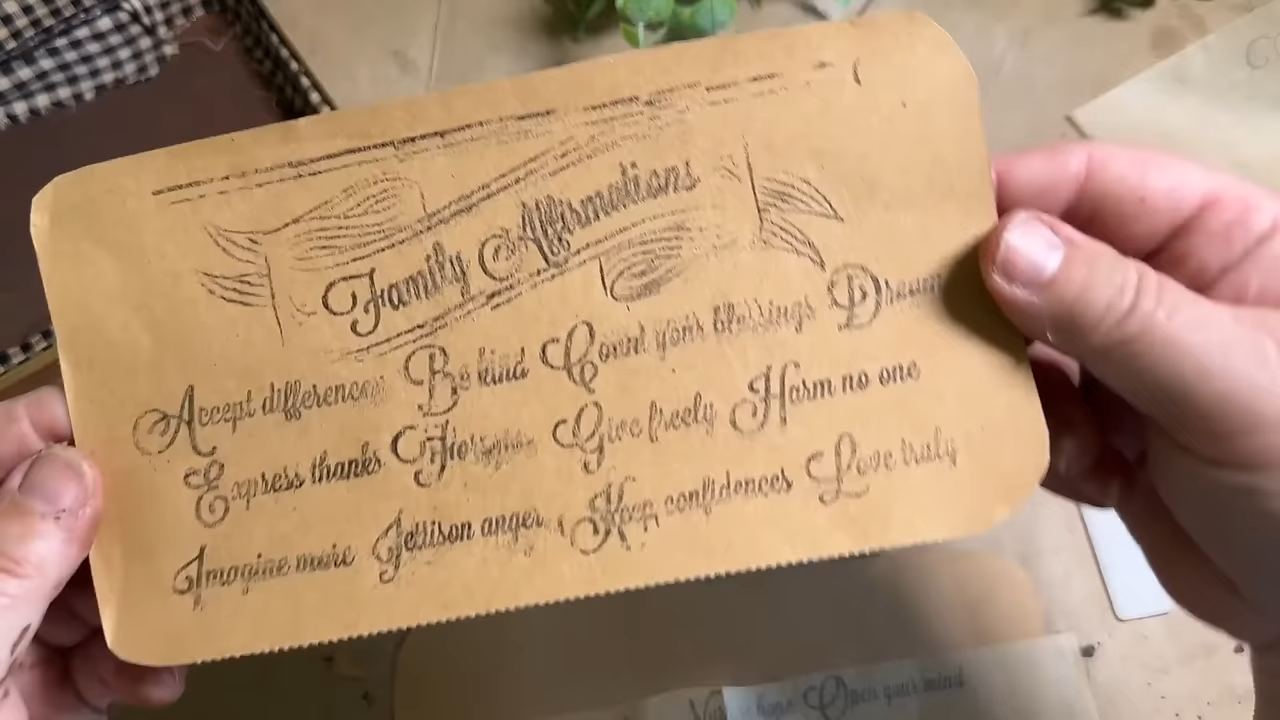 Family Affirmations
Accept differences Be kind Count your blessings
Express thanks Give freely Harm no one
Imagine more Jettison anger Keep confidences Love truly
Open your mind